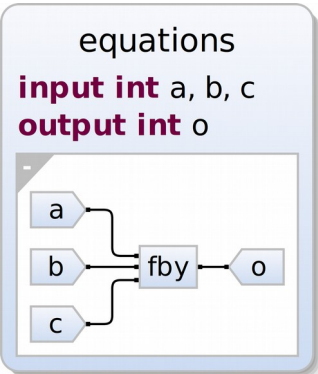 equations
input int a, b, c
output int o
-
a
b
fby
o
c